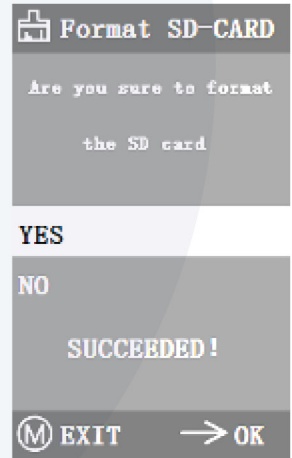 Format SD-CARD
Are you sure to format
the SD card
YES
NO
SUCCEEDED!
M EXIT → OK